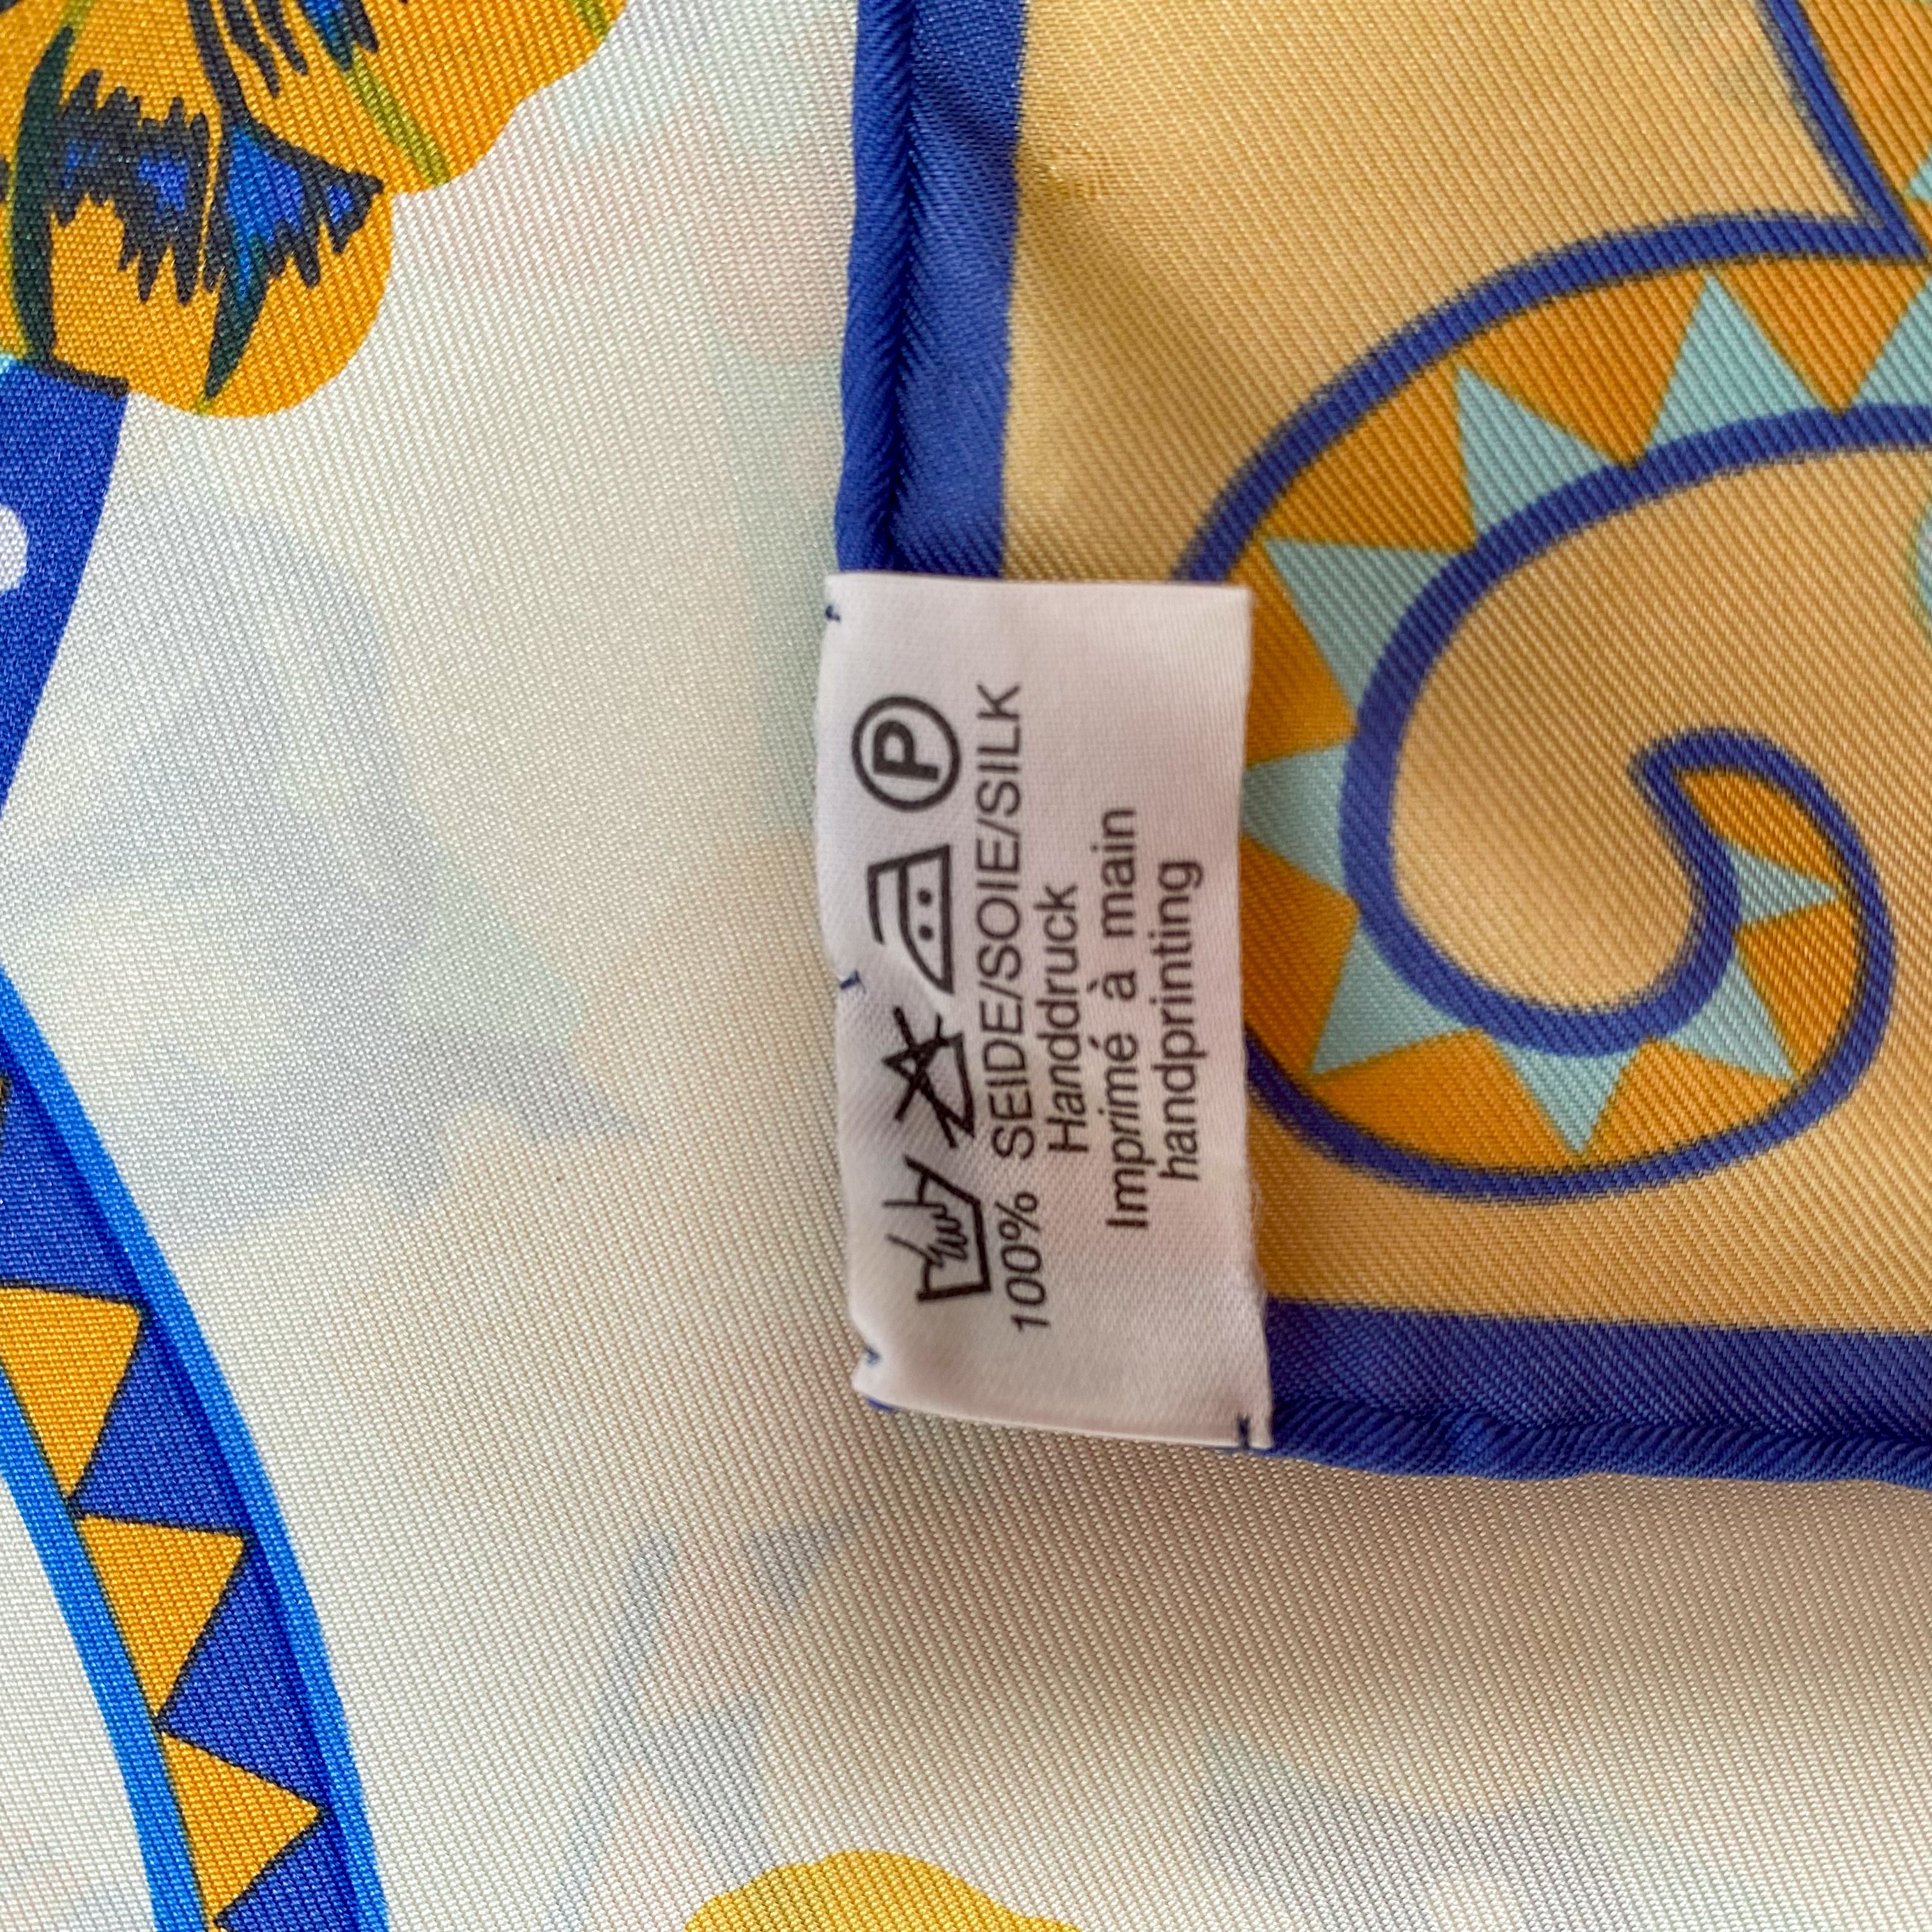 P
100% SEIDE/SOIE/SILK
Handdruck
Imprimé à main
handprinting